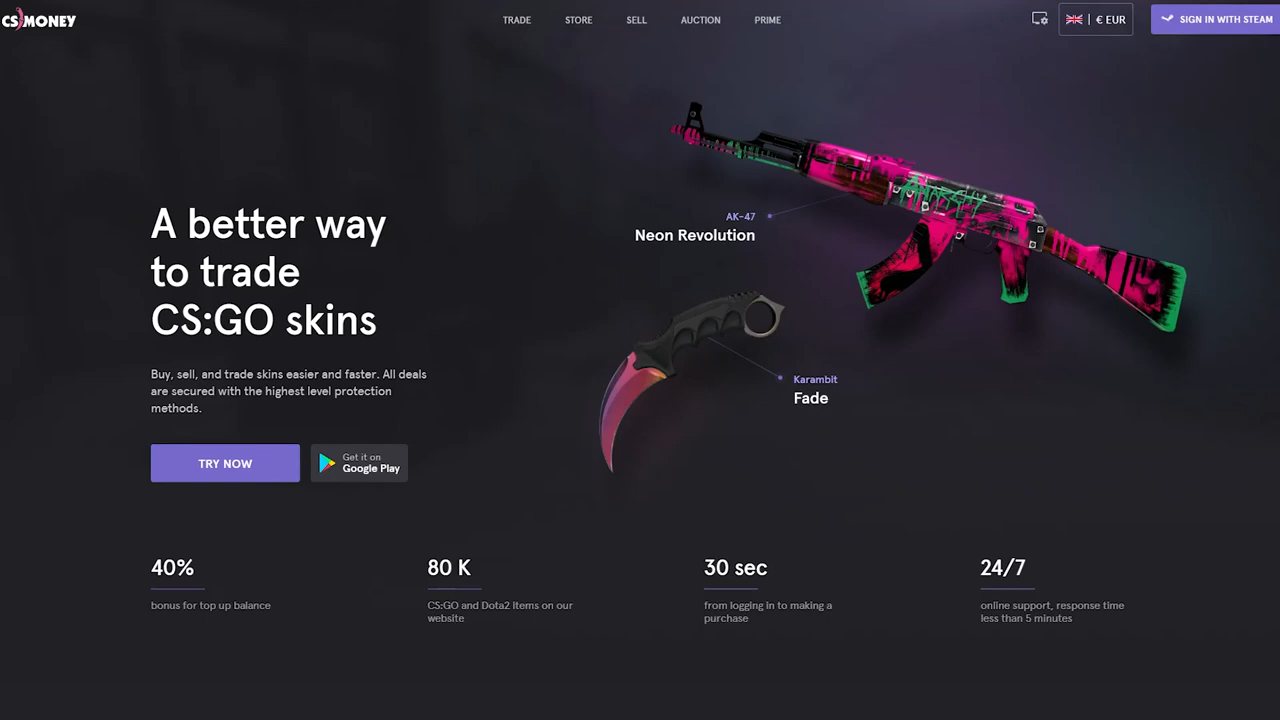 CS MONEY
TRADE
STORE
SELL
AUCTION
PRIME
€ EUR
SIGN IN WITH STEAM
A better way
to trade
CS:GO skins
Buy, sell, and trade skins easier and faster. All deals
are secured with the highest level protection
methods.
TRY NOW
Get it on
Google Play
AK-47
Neon Revolution
ANARCHY
Karambit
Fade
40%
bonus for top up balance
80 K
CS:GO and Dota2 items on our
website
30 sec
from logging in to making a
purchase
24/7
online support, response time
less than 5 minutes